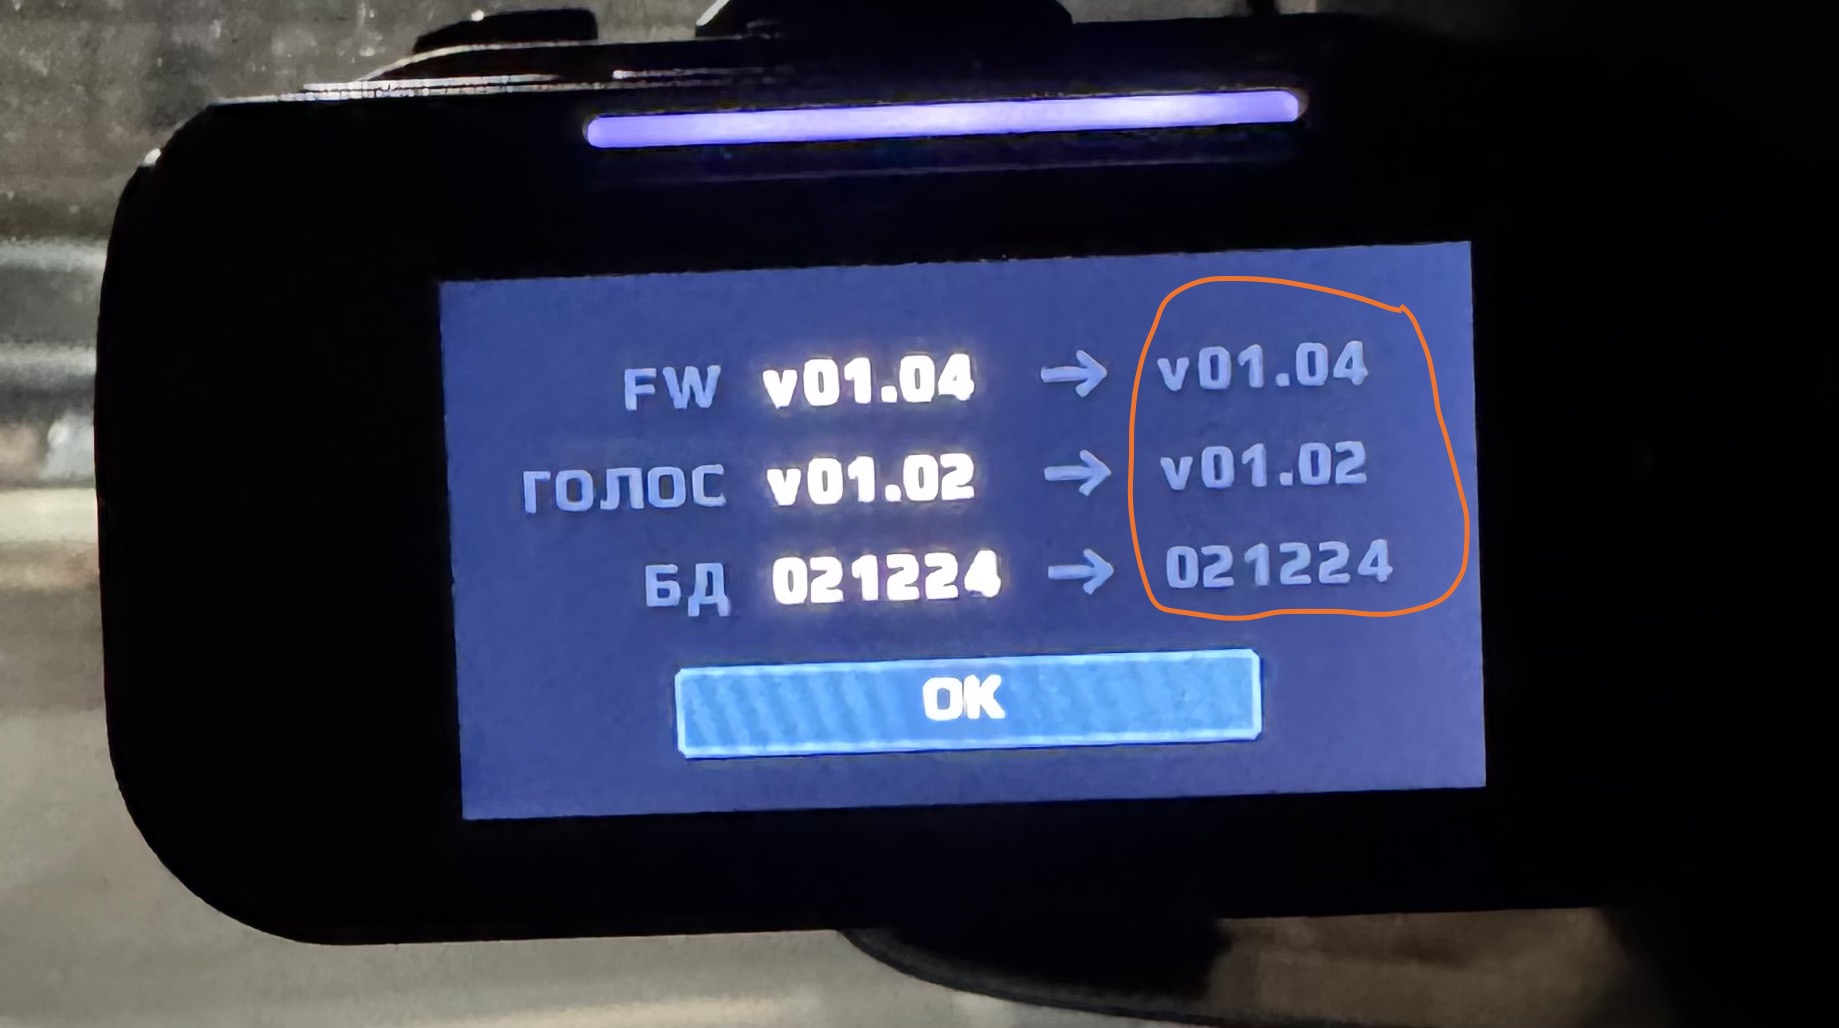 FW v01.04 → v01.04
ГОЛОС v01.02 → v01.02
БД 021224 → 021224
OK